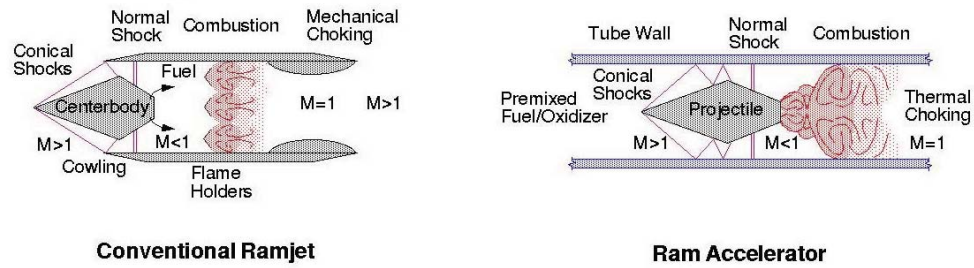 Normal
Shock
Combustion
Mechanical
Choking
Conical
Shocks
Fuel
Centerbody
M=1
M>1
M>1
M<1
Cowling
Flame
Holders
Conventional Ramjet
Tube Wall
Normal
Shock
Combustion
Conical
Shocks
Premixed
Fuel/Oxidizer
Projectile
Thermal
Choking
M>1
M<1
M=1
Ram Accelerator